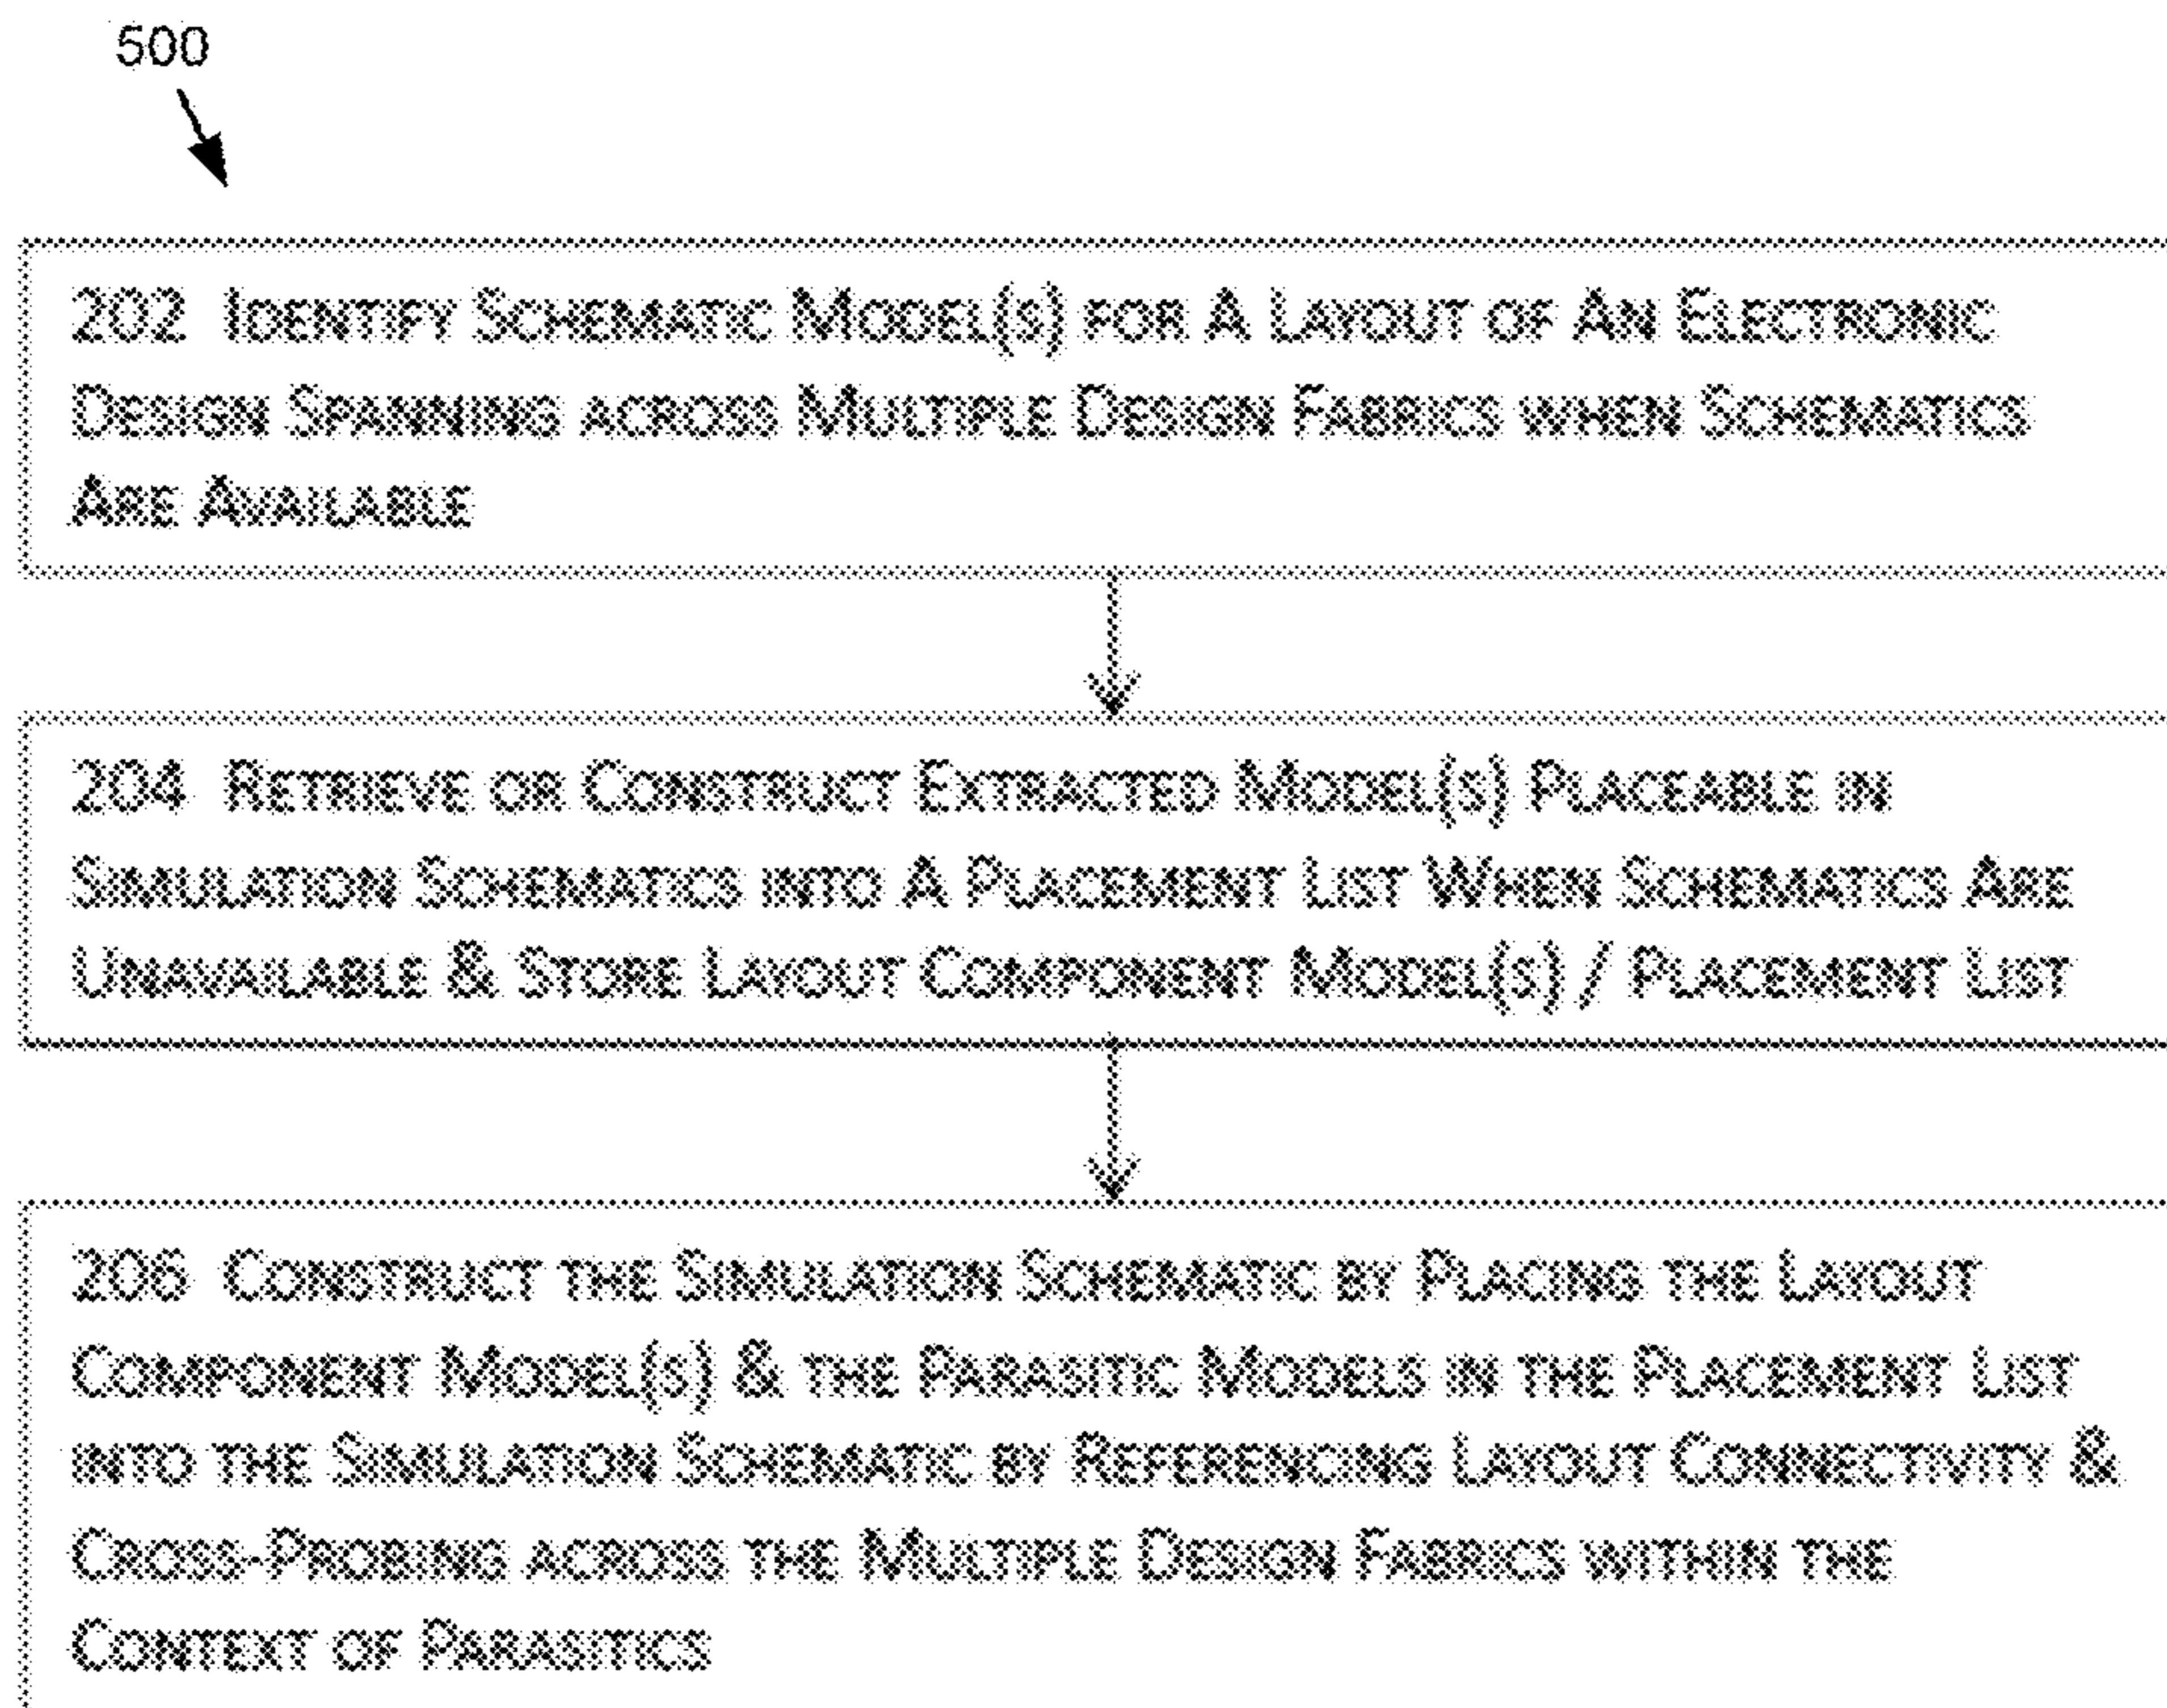 500
202 Identify Schematic Model(s) for A Layout of An Electronic
Design Spanning across Multiple Design Fabrics when Schematics
Are Available
204 Retrieve or Construct Extracted Model(s) Placeable in
Simulation Schematics into A Placement List When Schematics Are
Unavailable & Store Layout Component Model(s) / Placement List
206 Construct the Simulation Schematic by Placing the Layout
Component Model(s) & the Parasitic Models in the Placement List
into the Simulation Schematic by Referencing Layout Connectivity &
Cross-Probing across the Multiple Design Fabrics within the
Context of Parasitics